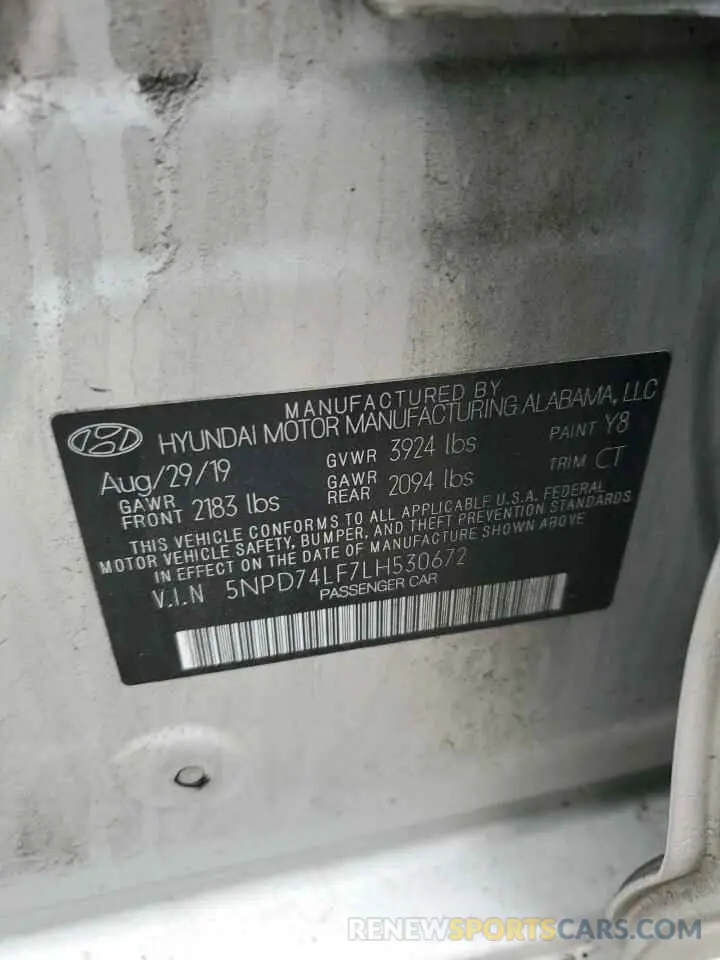 MANUFACTURED BY
HYUNDAI MOTOR MANUFACTURING ALABAMA, LLC
Aug/29/19 GVWR 3924 lbs PAINT Y8
GAWR FRONT 2183 lbs GAWR REAR 2094 lbs TRIM CT
THIS VEHICLE CONFORMS TO ALL APPLICABLE U.S.A. FEDERAL
MOTOR VEHICLE SAFETY, BUMPER, AND THEFT PREVENTION STANDARDS
IN EFFECT ON THE DATE OF MANUFACTURE SHOWN ABOVE
V.I.N 5NPD74LF7LH530672
PASSENGER CAR
RENEWSPORTSCARS.COM